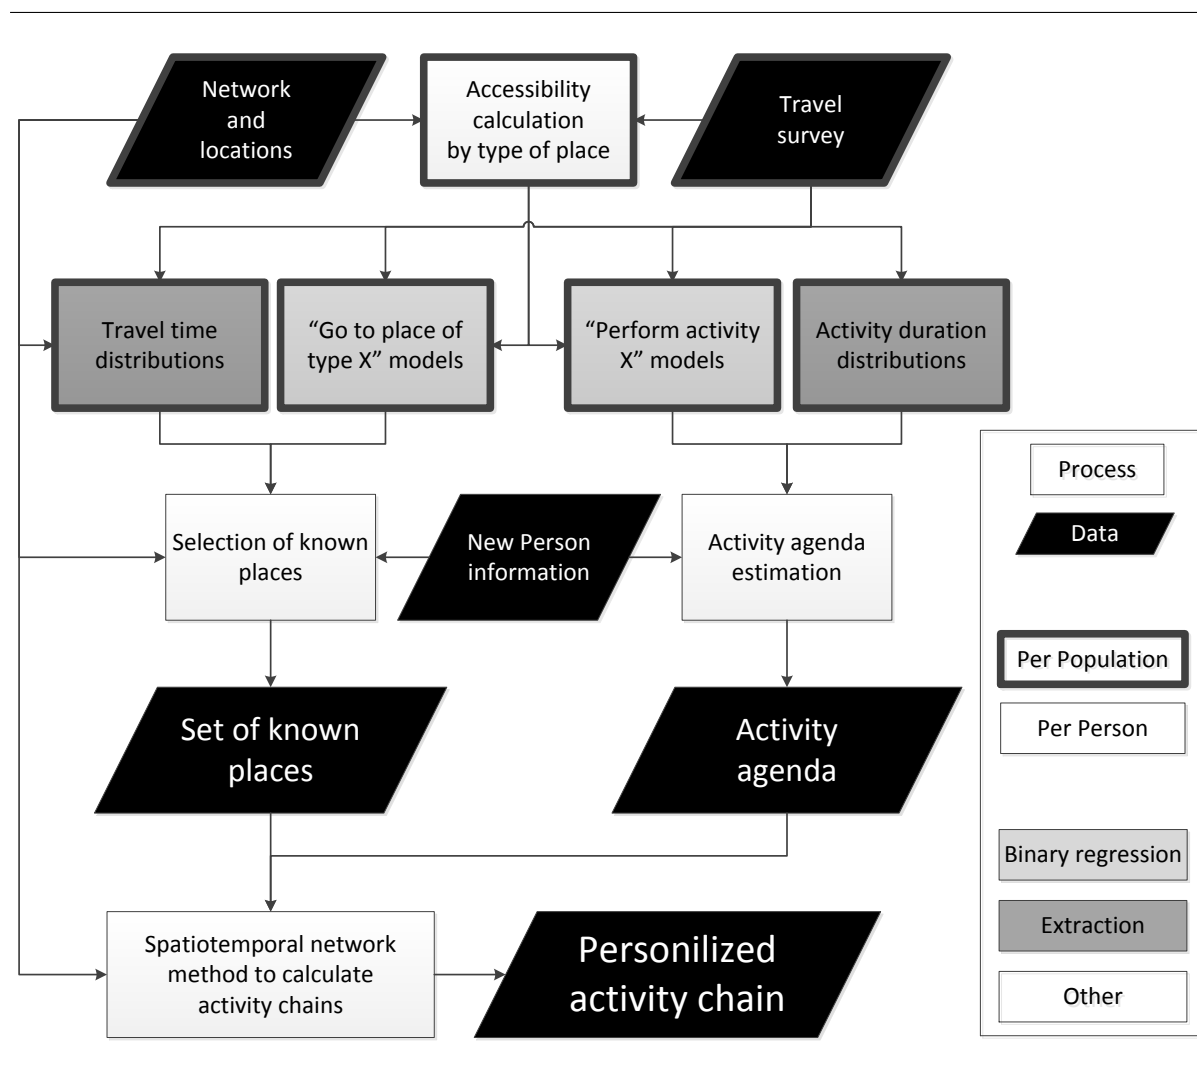 Network
and
locations
Accessibility
calculation
by type of place
Travel
survey
Travel time
distributions
“Go to place of
type X” models
“Perform activity
X” models
Activity duration
distributions
Selection of known
places
New Person
information
Activity agenda
estimation
Set of known
places
Activity
agenda
Spatiotemporal network
method to calculate
activity chains
Personilized
activity chain
Process
Data
Per Population
Per Person
Binary regression
Extraction
Other